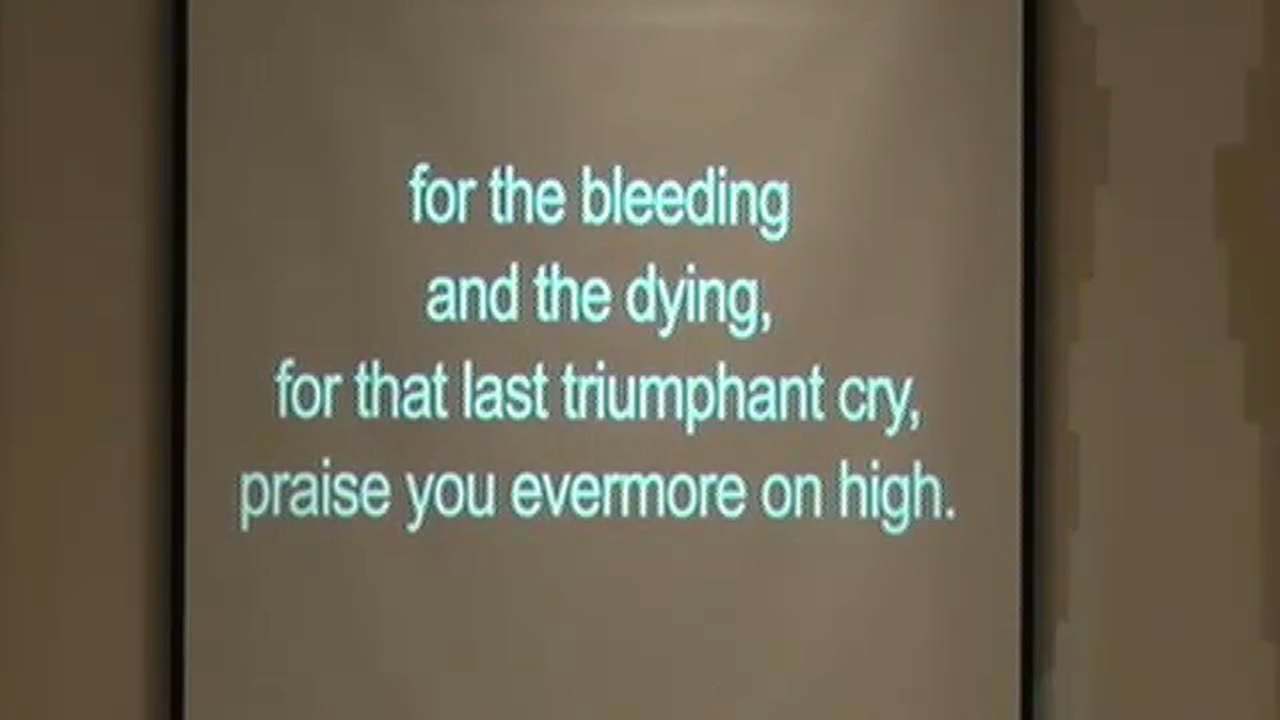 for the bleeding
and the dying,
for that last triumphant cry,
praise you evermore on high.